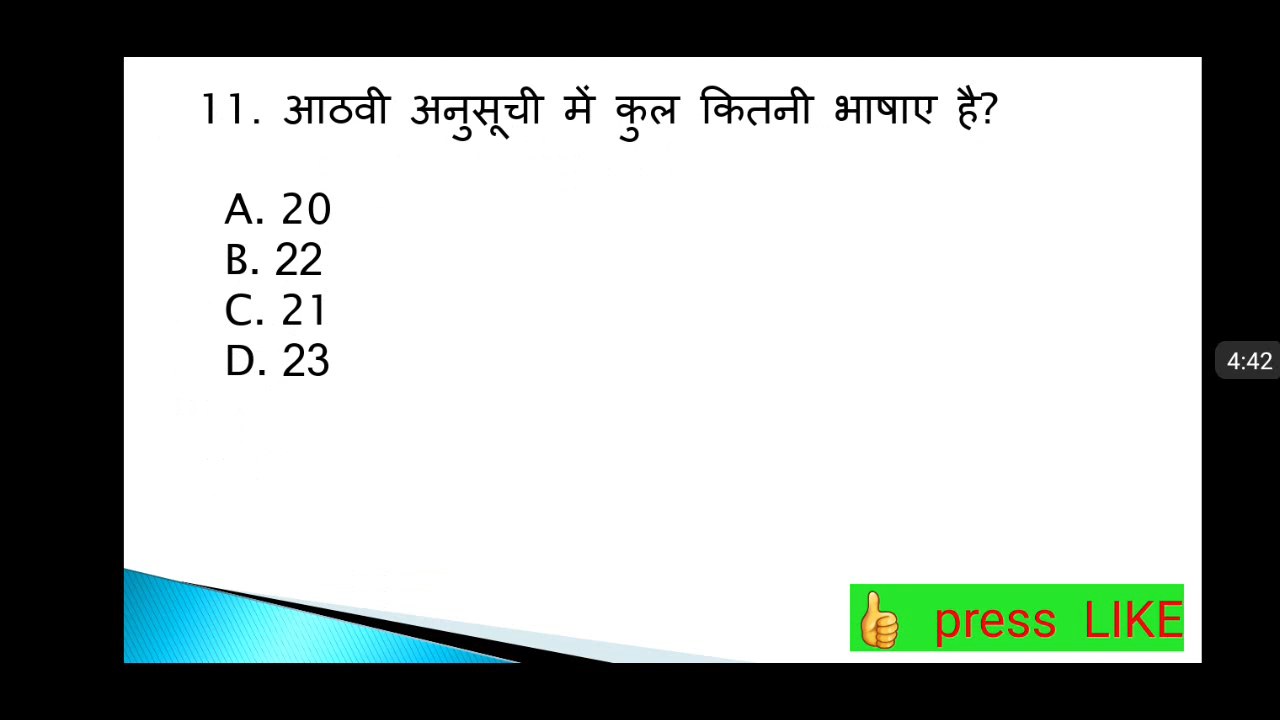 11. आठवी अनुसूची में कुल कितनी भाषाए है?
A. 20
B. 22
C. 21
D. 23
4:42
👍 press LIKE